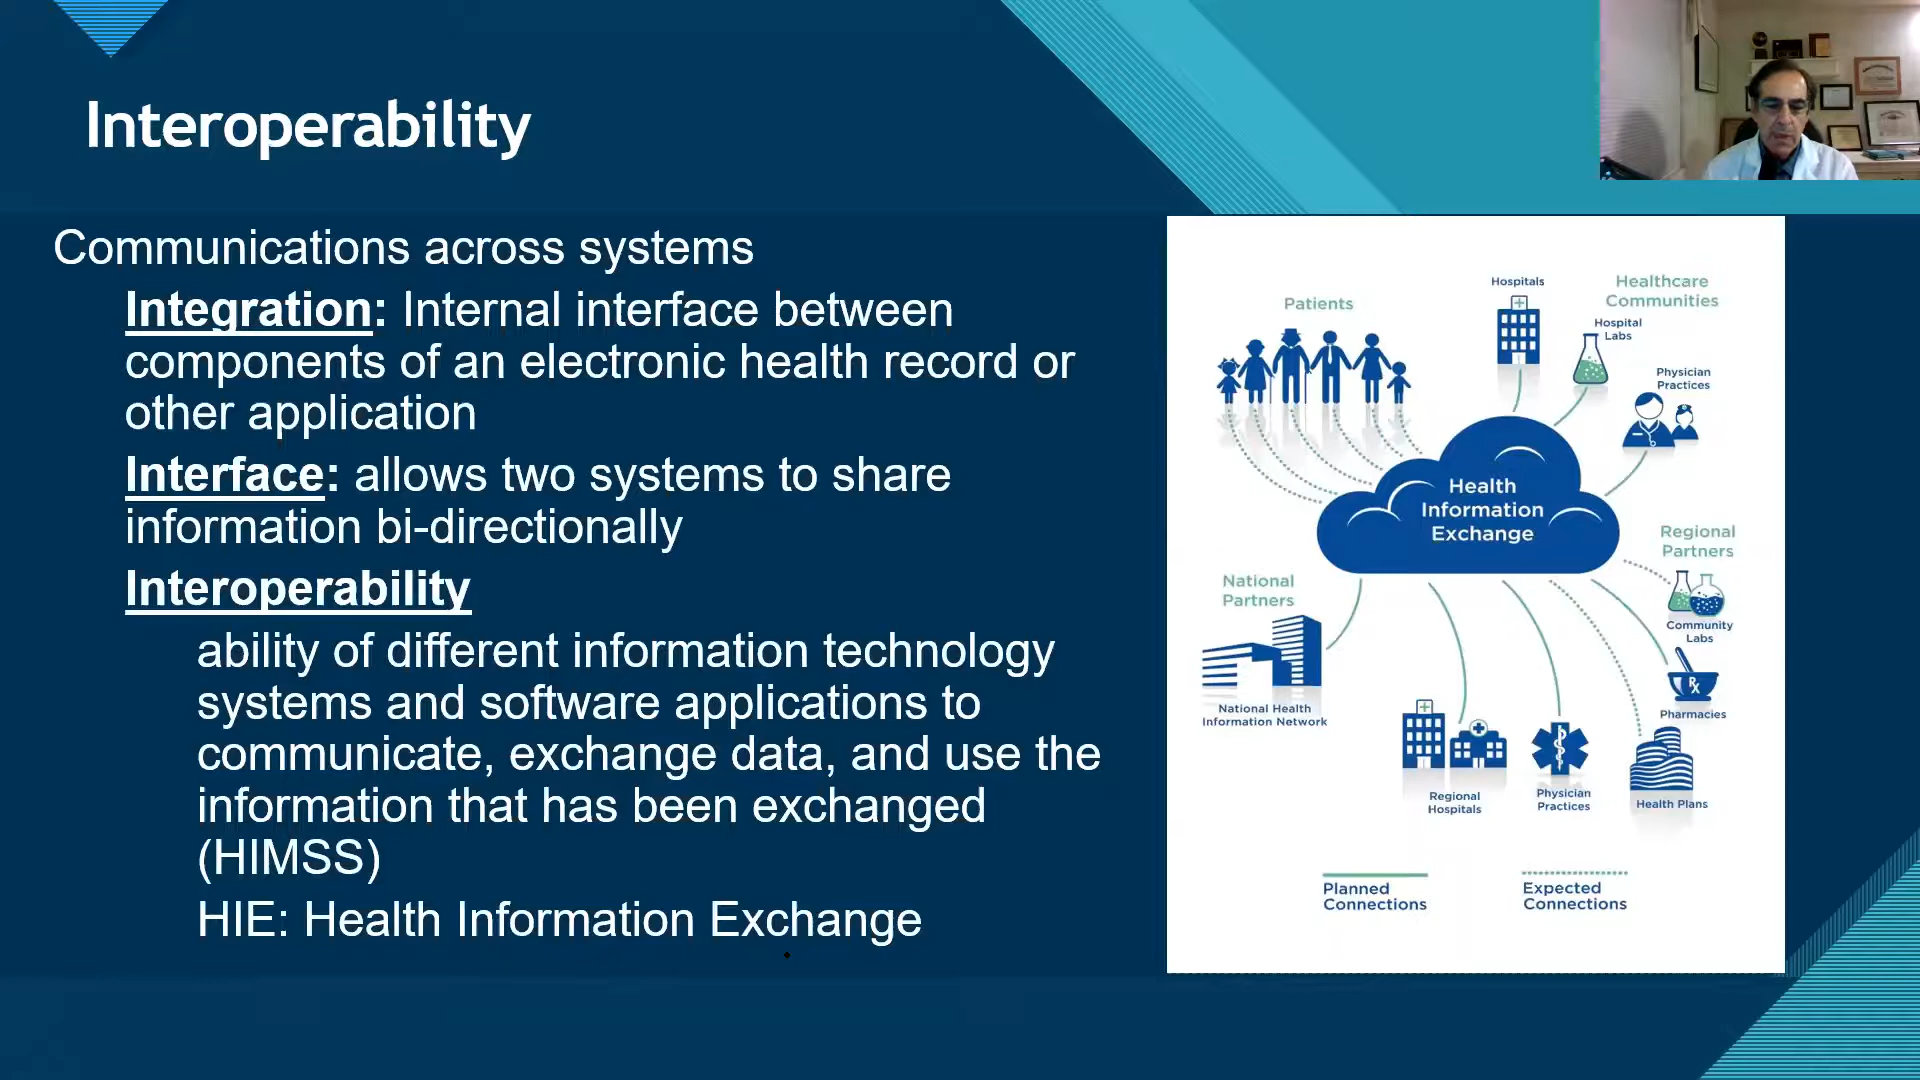 Interoperability
Communications across systems
Integration: Internal interface between
components of an electronic health record or
other application
Interface: allows two systems to share
information bi-directionally
Interoperability
ability of different information technology
systems and software applications to
communicate, exchange data, and use the
information that has been exchanged
(HIMSS)
HIE: Health Information Exchange
Patients
Hospitals
Healthcare
Communities
Hospital
Labs
Physician
Practices
Health
Information
Exchange
Regional
Partners
Community
Labs
Rx
Pharmacies
National
Partners
National Health
Information Network
Regional
Hospitals
Physician
Practices
Health Plans
Planned
Connections
Expected
Connections